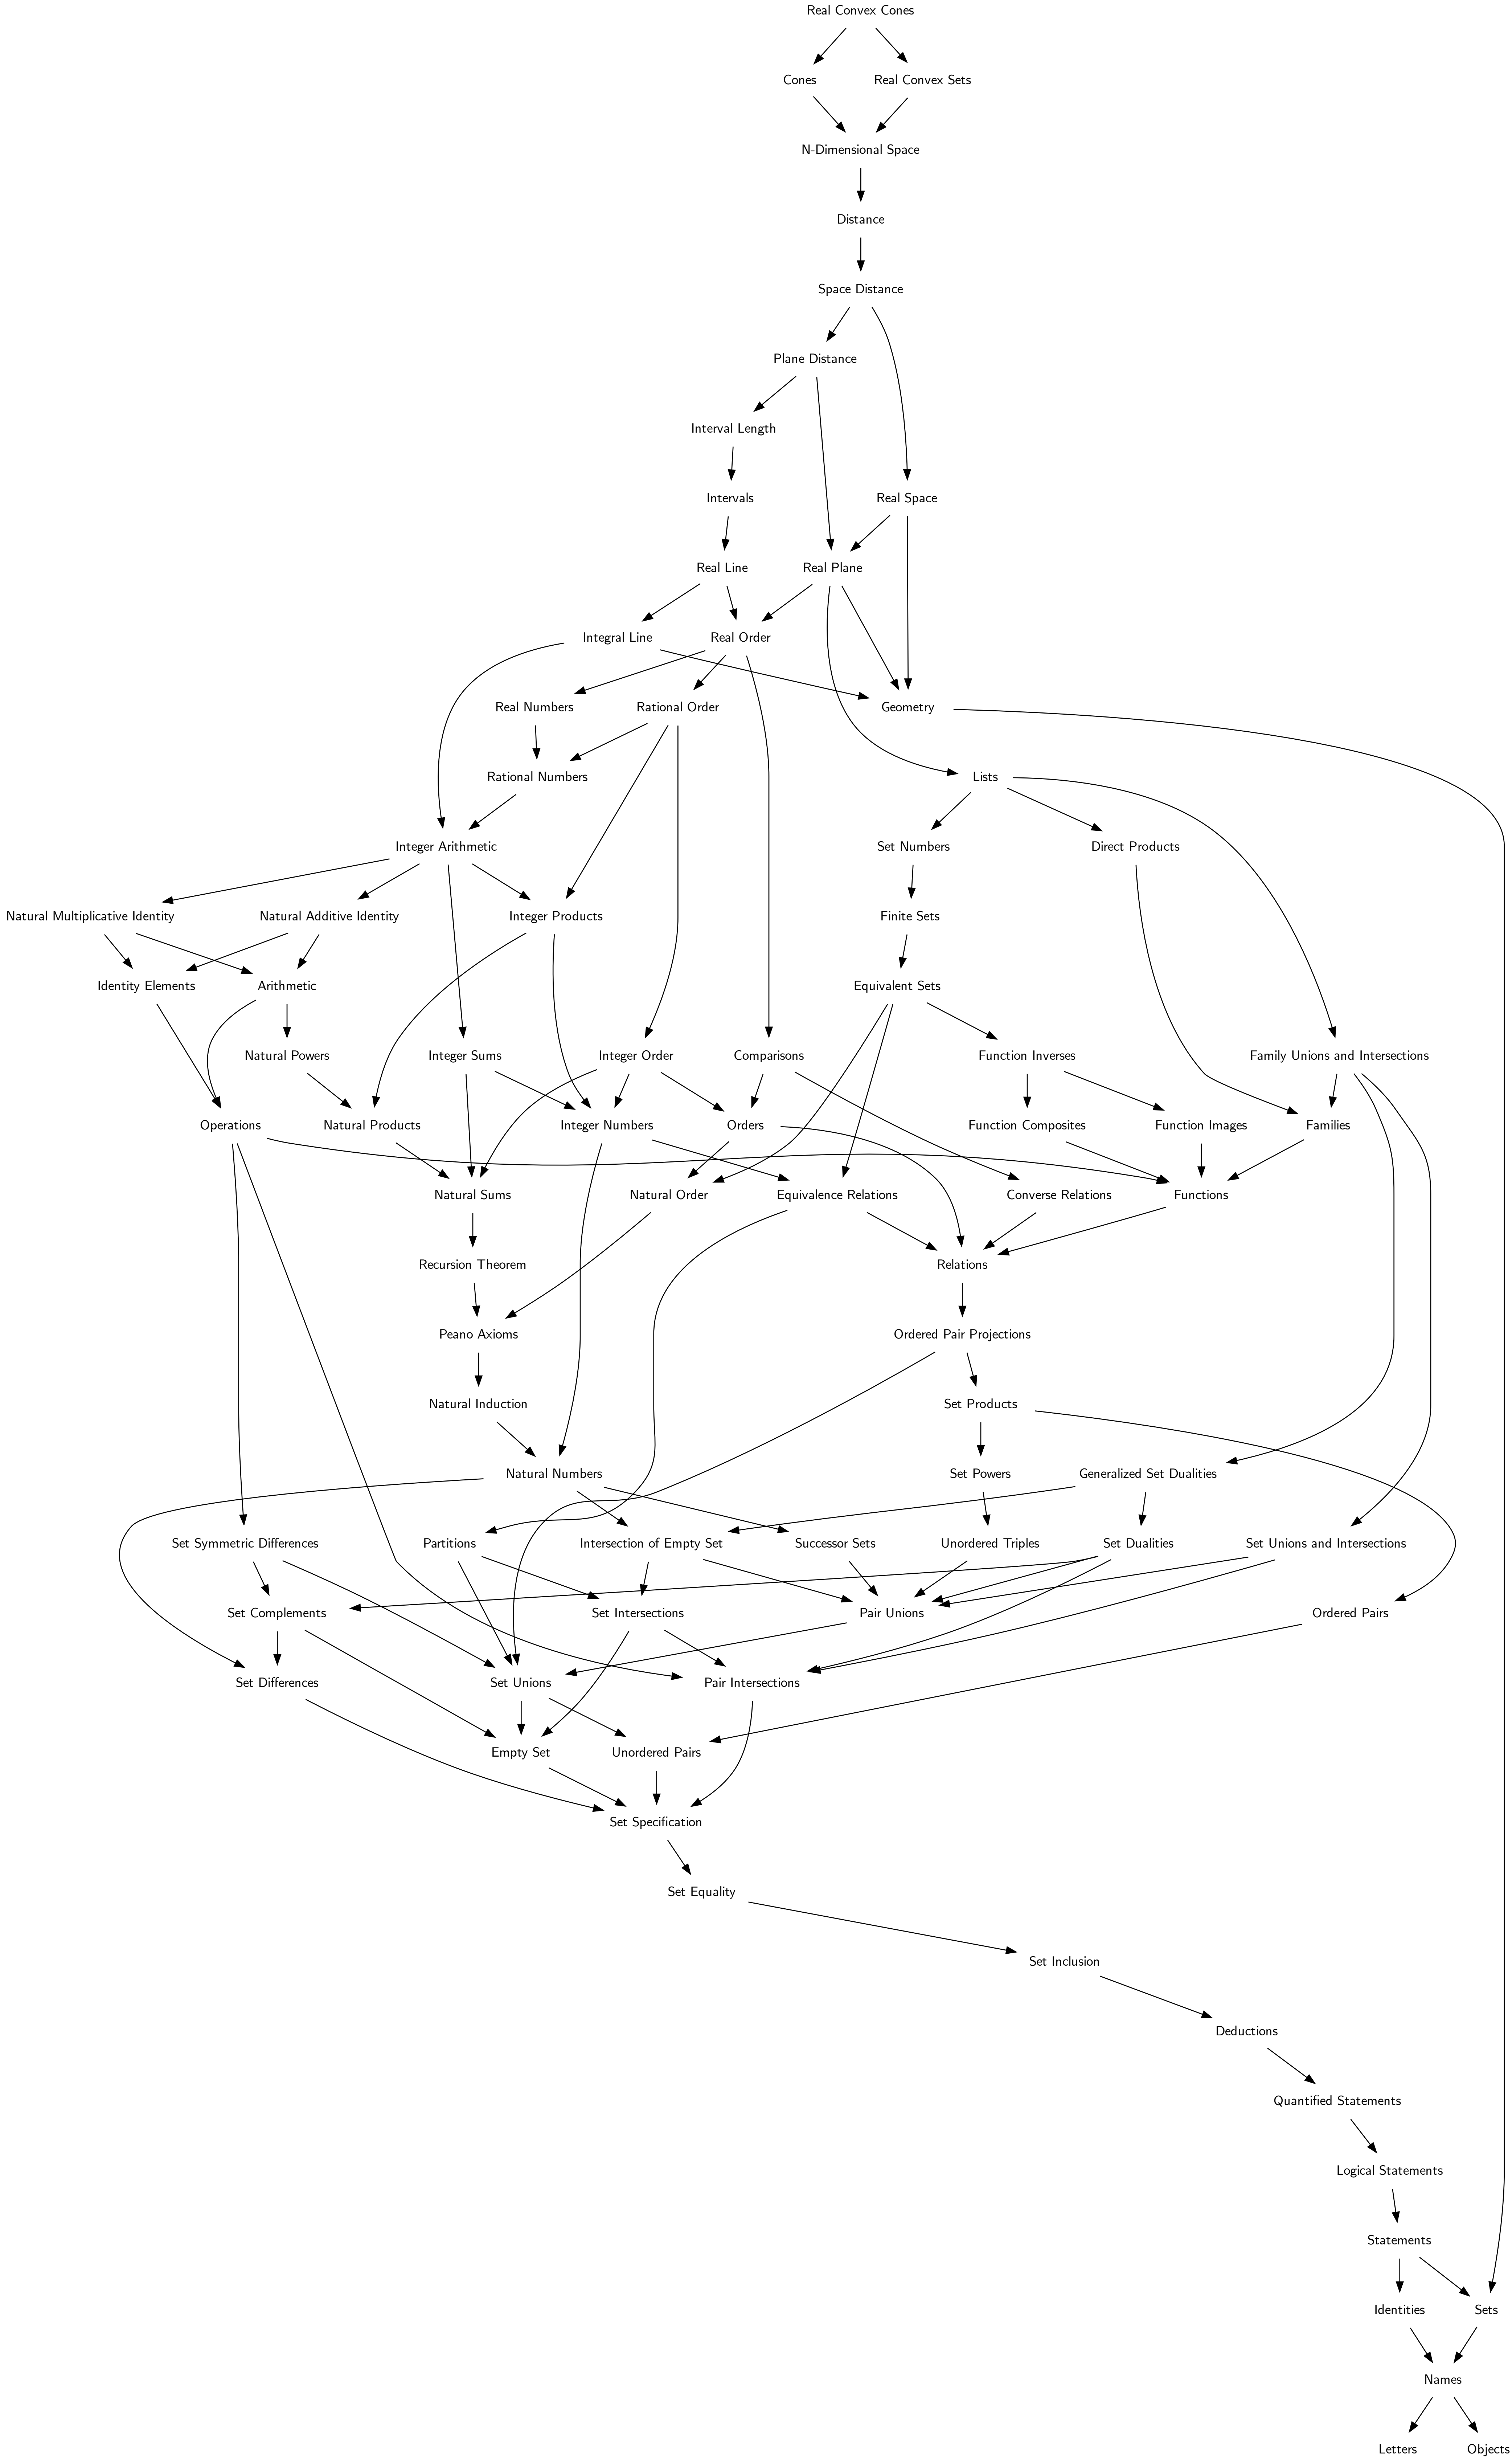 Real Convex Cones
Cones
Real Convex Sets
N-Dimensional Space
Distance
Space Distance
Plane Distance
Interval Length
Intervals
Real Space
Real Line
Real Plane
Integral Line
Real Order
Real Numbers
Rational Order
Geometry
Rational Numbers
Lists
Integer Arithmetic
Set Numbers
Direct Products
Natural Multiplicative Identity
Natural Additive Identity
Integer Products
Finite Sets
Identity Elements
Arithmetic
Equivalent Sets
Natural Powers
Integer Sums
Integer Order
Comparisons
Function Inverses
Family Unions and Intersections
Operations
Natural Products
Integer Numbers
Orders
Function Composites
Function Images
Families
Natural Sums
Natural Order
Equivalence Relations
Converse Relations
Functions
Recursion Theorem
Relations
Peano Axioms
Ordered Pair Projections
Natural Induction
Set Products
Natural Numbers
Set Powers
Generalized Set Dualities
Set Symmetric Differences
Partitions
Intersection of Empty Set
Successor Sets
Unordered Triples
Set Dualities
Set Unions and Intersections
Set Complements
Set Intersections
Pair Unions
Ordered Pairs
Set Differences
Set Unions
Pair Intersections
Empty Set
Unordered Pairs
Set Specification
Set Equality
Set Inclusion
Deductions
Quantified Statements
Logical Statements
Statements
Identities
Sets
Names
Letters
Objects